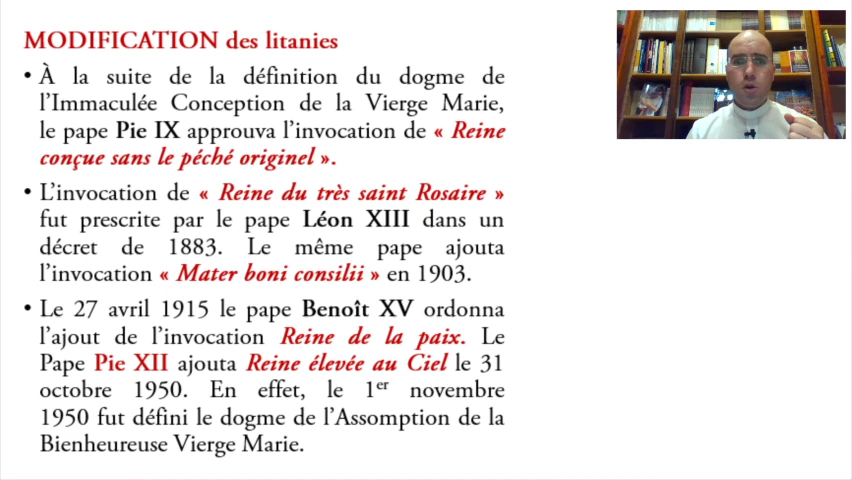 MODIFICATION des litanies
• À la suite de la définition du dogme de
l’Immaculée Conception de la Vierge Marie,
le pape Pie IX approuva l’invocation de « Reine
conçue sans le péché originel ».
• L’invocation de « Reine du très saint Rosaire »
fut prescrite par le pape Léon XIII dans un
décret de 1883. Le même pape ajouta
l’invocation « Mater boni consilii » en 1903.
• Le 27 avril 1915 le pape Benoît XV ordonna
l’ajout de l’invocation Reine de la paix. Le
Pape Pie XII ajouta Reine élevée au Ciel le 31
octobre 1950. En effet, le 1er novembre
1950 fut défini le dogme de l’Assomption de la
Bienheureuse Vierge Marie.